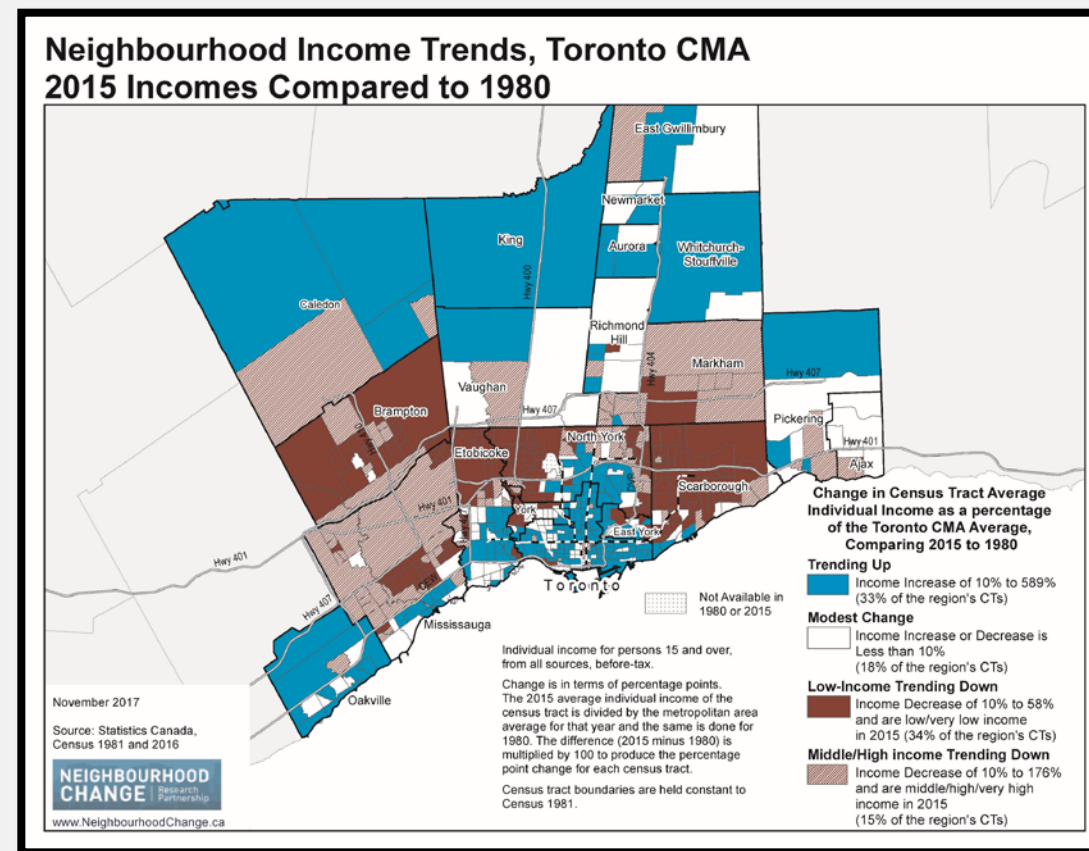 Neighbourhood Income Trends, Toronto CMA
2015 Incomes Compared to 1980
East Gwillimbury
Newmarket
King
Aurora
Whitchurch-
Stouffville
Hwy 400
Caledon
Richmond
Hill
Hwy 404
Markham
Vaughan
Hwy 407
Brampton
Hwy 407
Pickering
Hwy 410
North York
Hwy 401
Etobicoke
Ajax
DVP
Scarborough
Hwy 401
York
East York
Hwy 401
QEW
Toronto
Hwy 407
Mississauga
Oakville
Not Available in
1980 or 2015
Individual income for persons 15 and over,
from all sources, before-tax.
Change is in terms of percentage points.
The 2015 average individual income of the
census tract is divided by the metropolitan area
average for that year and the same is done for
1980. The difference (2015 minus 1980) is
multiplied by 100 to produce the percentage
point change for each census tract.
Census tract boundaries are held constant to
Census 1981.
Change in Census Tract Average
Individual Income as a percentage
of the Toronto CMA Average,
Comparing 2015 to 1980
Trending Up
Income Increase of 10% to 589%
(33% of the region's CTs)
Modest Change
Income Increase or Decrease is
Less than 10%
(18% of the region's CTs)
Low-Income Trending Down
Income Decrease of 10% to 58%
and are low/very low income
in 2015 (34% of the region's CTs)
Middle/High income Trending Down
Income Decrease of 10% to 176%
and are middle/high/very high
income in 2015
(15% of the region's CTs)
November 2017
Source: Statistics Canada,
Census 1981 and 2016
NEIGHBOURHOOD
CHANGE Research
Partnership
www.NeighbourhoodChange.ca